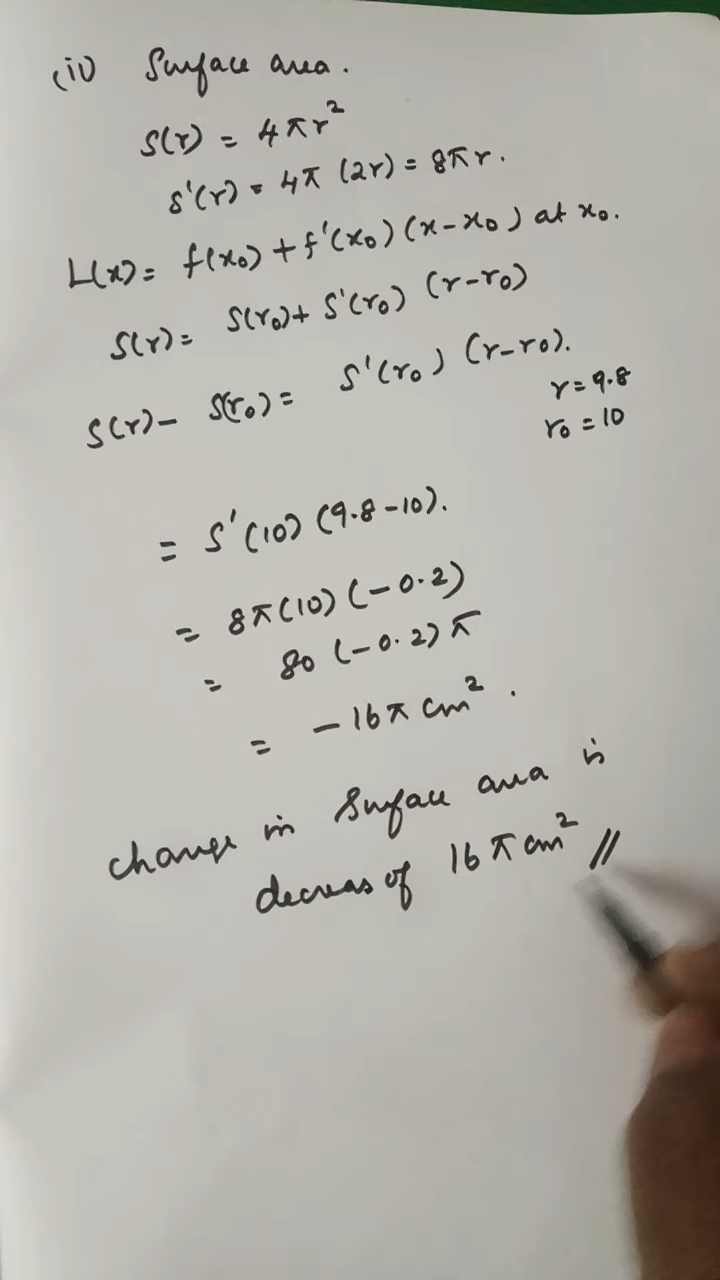 (ii) Surface area.
S(r) = 4πr²
S'(r) = 4π (2r) = 8πr.
L(x) = f(x₀) + f'(x₀) (x-x₀) at x₀.
S(r) = S(r₀) + S'(r₀) (r-r₀)
S(r) - S(r₀) = S'(r₀) (r-r₀).
r = 9.8
r₀ = 10
= S'(10) (9.8-10).
= 8π(10) (-0.2)
= 80 (-0.2) π
= -16π cm².
change in Surface area is
decreas of 16π cm² //